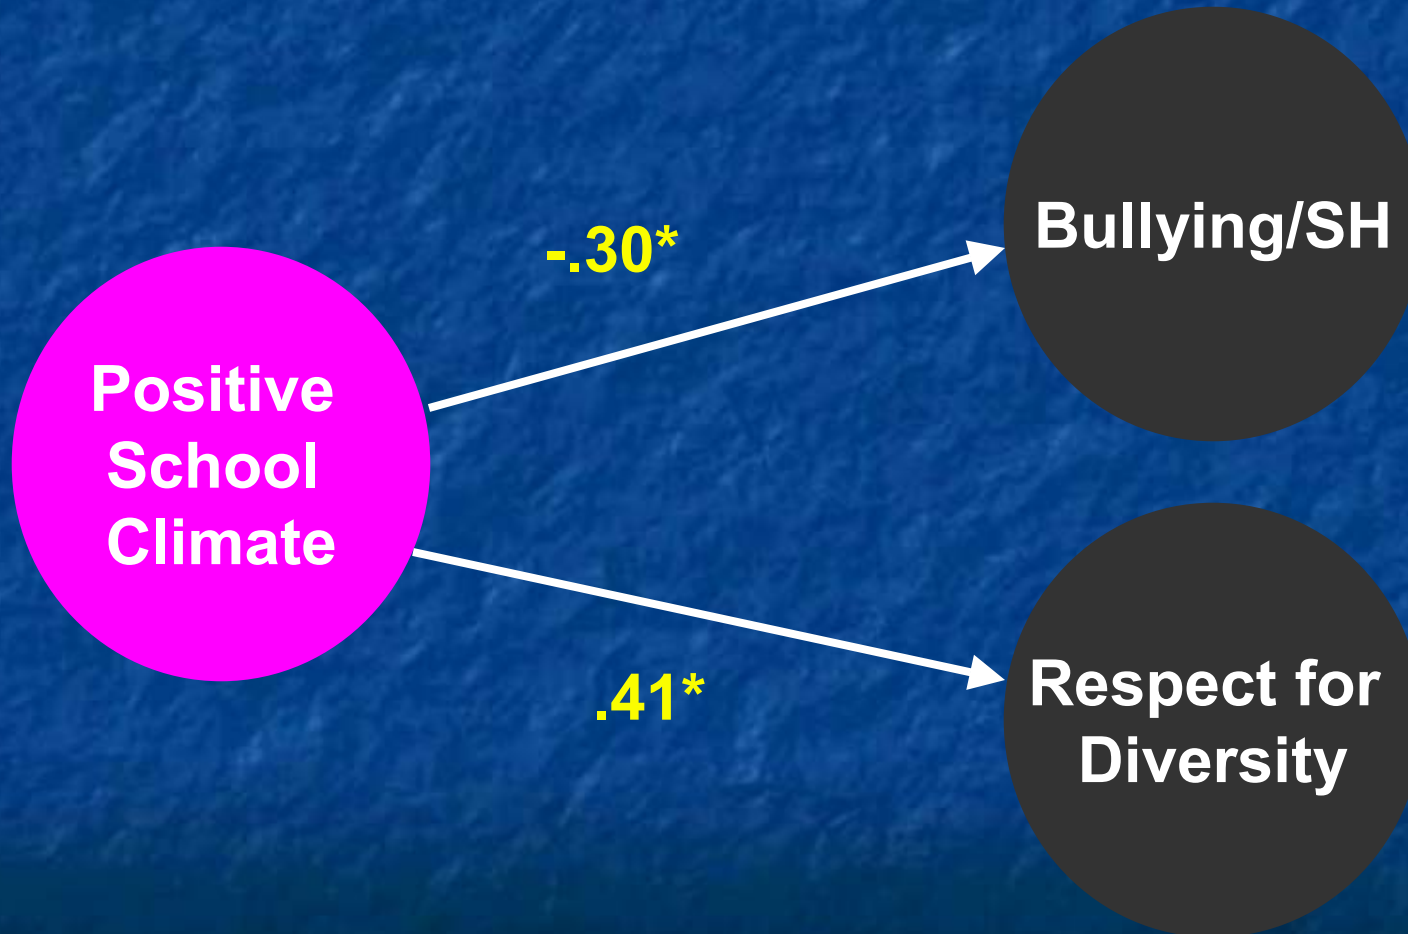 Positive
School
Climate
-.30*
Bullying/SH
.41*
Respect for
Diversity